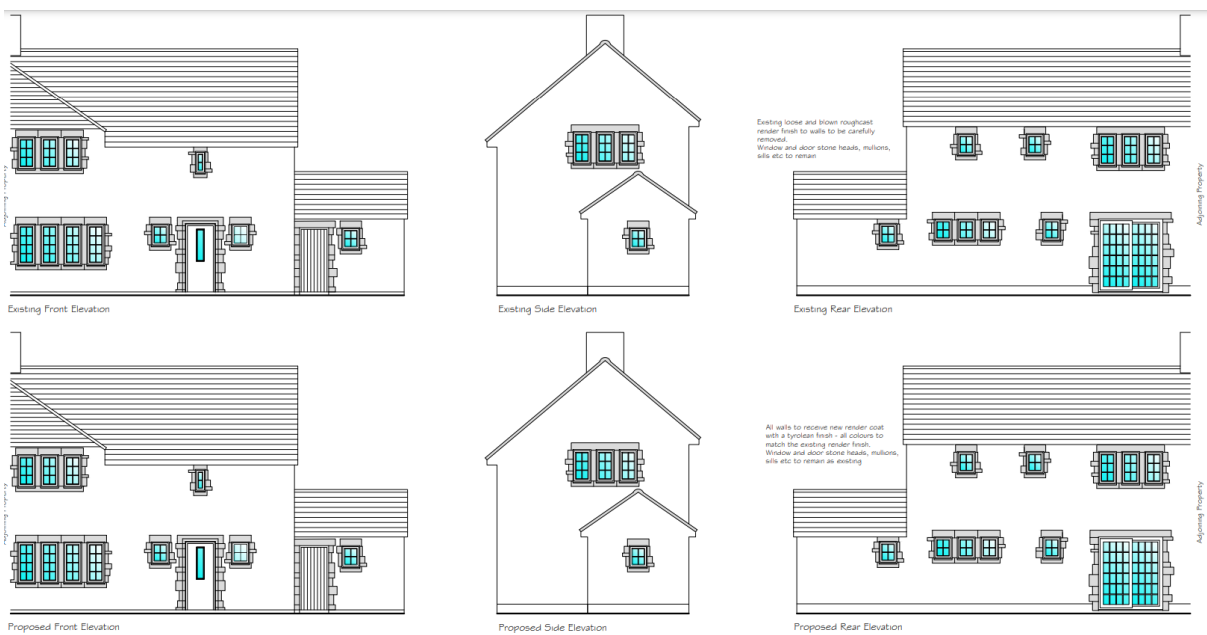 Existing loose and blown roughcast
render finish to walls to be carefully
removed.
Window and door stone heads, mullions,
sills etc to remain
Adjoining Property
Existing Front Elevation
Existing Side Elevation
Existing Rear Elevation
All walls to receive new render coat
with a tyrolean finish - all colours to
match the existing render finish.
Window and door stone heads, mullions,
sills etc to remain as existing
Adjoining Property
Proposed Front Elevation
Proposed Side Elevation
Proposed Rear Elevation